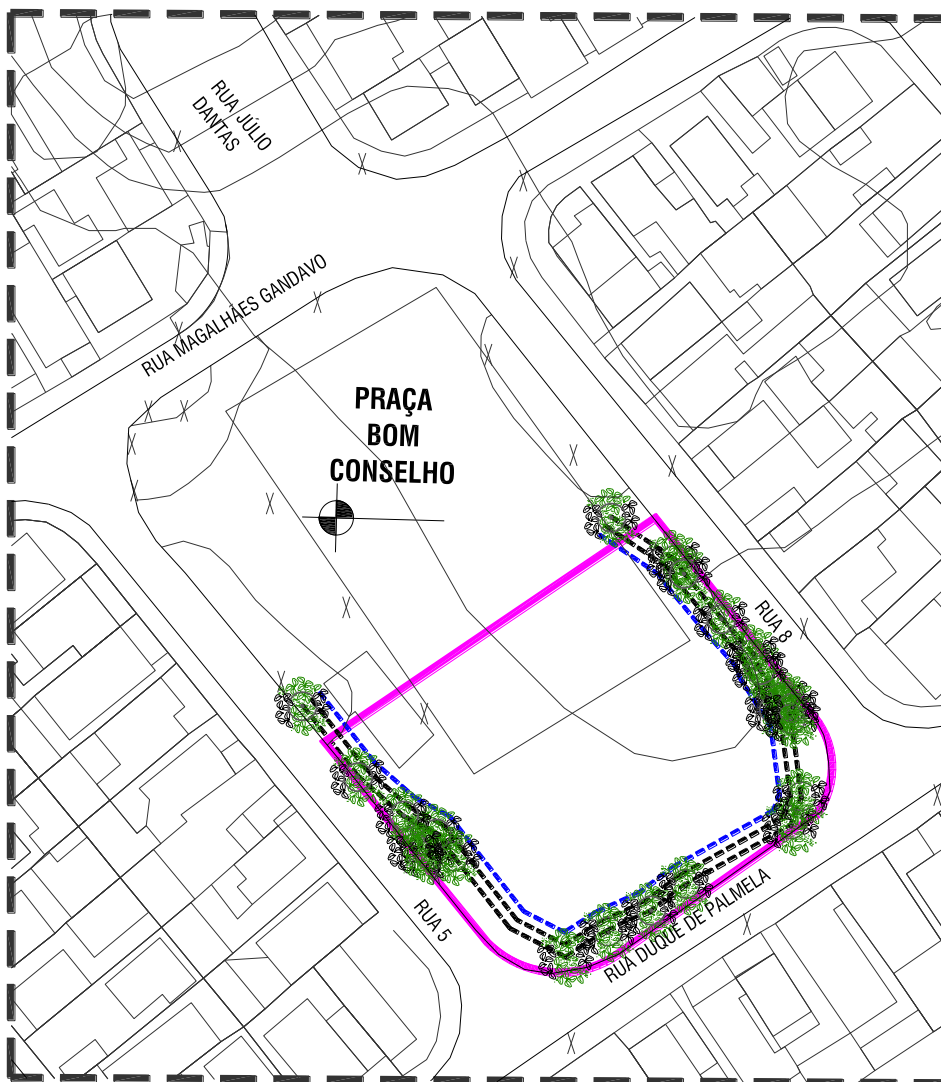 RUA JÚLIO
DANTAS
RUA MAGALHÃES GANDAVO
PRAÇA
BOM
CONSELHO
RUA 8
RUA 5
RUA DUQUE DE PALMELA